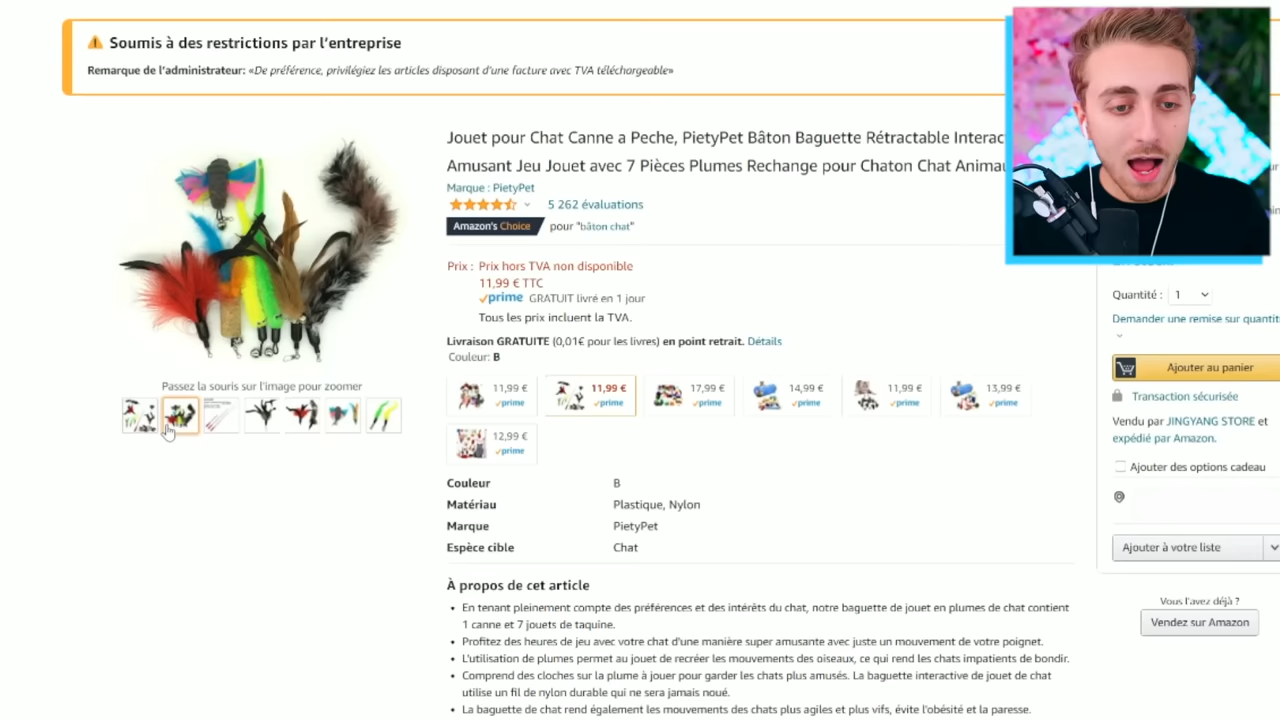 Soumis à des restrictions par l'entreprise
Remarque de l'administrateur: «De préférence, privilégiez les articles disposant d'une facture avec TVA téléchargeable»
Jouet pour Chat Canne a Peche, PietyPet Bâton Baguette Rétractable
Amusant Jeu Jouet avec 7 Pièces Plumes Rechange pour Chaton Chat
Marque : PietyPet
5 262 évaluations
Amazon's Choice pour "bâton chat"
Prix : Prix hors TVA non disponible
11,99 € TTC
prime GRATUIT livré en 1 jour
Tous les prix incluent la TVA.
Livraison GRATUITE (0,01€ pour les livres) en point retrait. Détails
Couleur: B
11,99 € 11,99 € 17,99 € 14,99 € 11,99 € 13,99 €
prime prime prime prime prime prime
12,99 €
prime
Passez la souris sur l'image pour zoomer
Couleur B
Matériau Plastique, Nylon
Marque PietyPet
Espèce cible Chat
À propos de cet article
• En tenant pleinement compte des préférences et des intérêts du chat, notre baguette de jouet en plumes de chat contient
1 canne et 7 jouets de taquine.
• Profitez des heures de jeu avec votre chat d'une manière super amusante avec juste un mouvement de votre poignet.
• L'utilisation de plumes permet au jouet de recréer les mouvements des oiseaux, ce qui rend les chats impatients de bondir.
• Comprend des cloches sur la plume à jouer pour garder les chats plus amusés. La baguette interactive de jouet de chat
utilise un fil de nylon durable qui ne sera jamais noué.
• La baguette de chat rend également les mouvements des chats plus agiles et plus vifs, évite l'obésité et la paresse.
Quantité : 1
Demander une remise sur
Ajouter au panier
Transaction sécurisée
Vendu par JINGYANG STORE et
expédié par Amazon.
Ajouter des options cadeau
Ajouter à votre liste
Vous l'avez déjà ?
Vendez sur Amazon